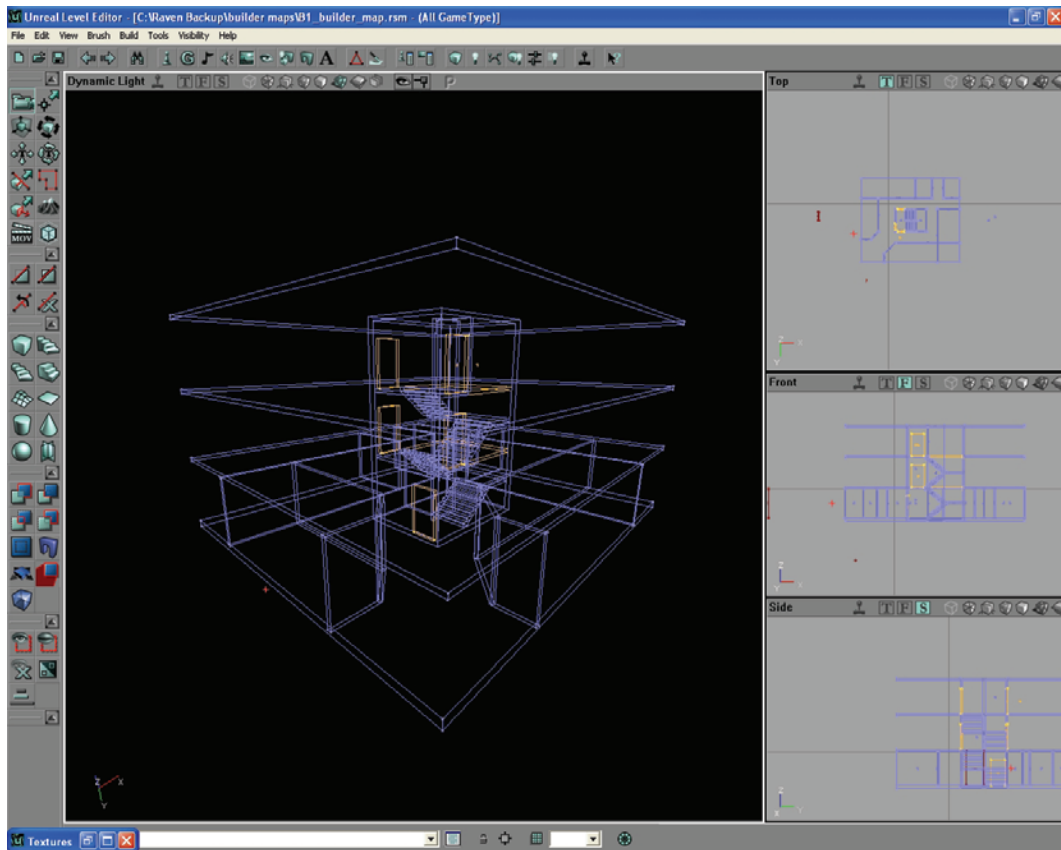 Unreal Level Editor - [C:\Raven Backup\builder maps\B1_builder_map.rsm - (All GameType)]
File Edit View Brush Build Tools Visibility Help
Dynamic Light T F S P
Top T F S
Front T F S
Side T F S
MOV
Textures